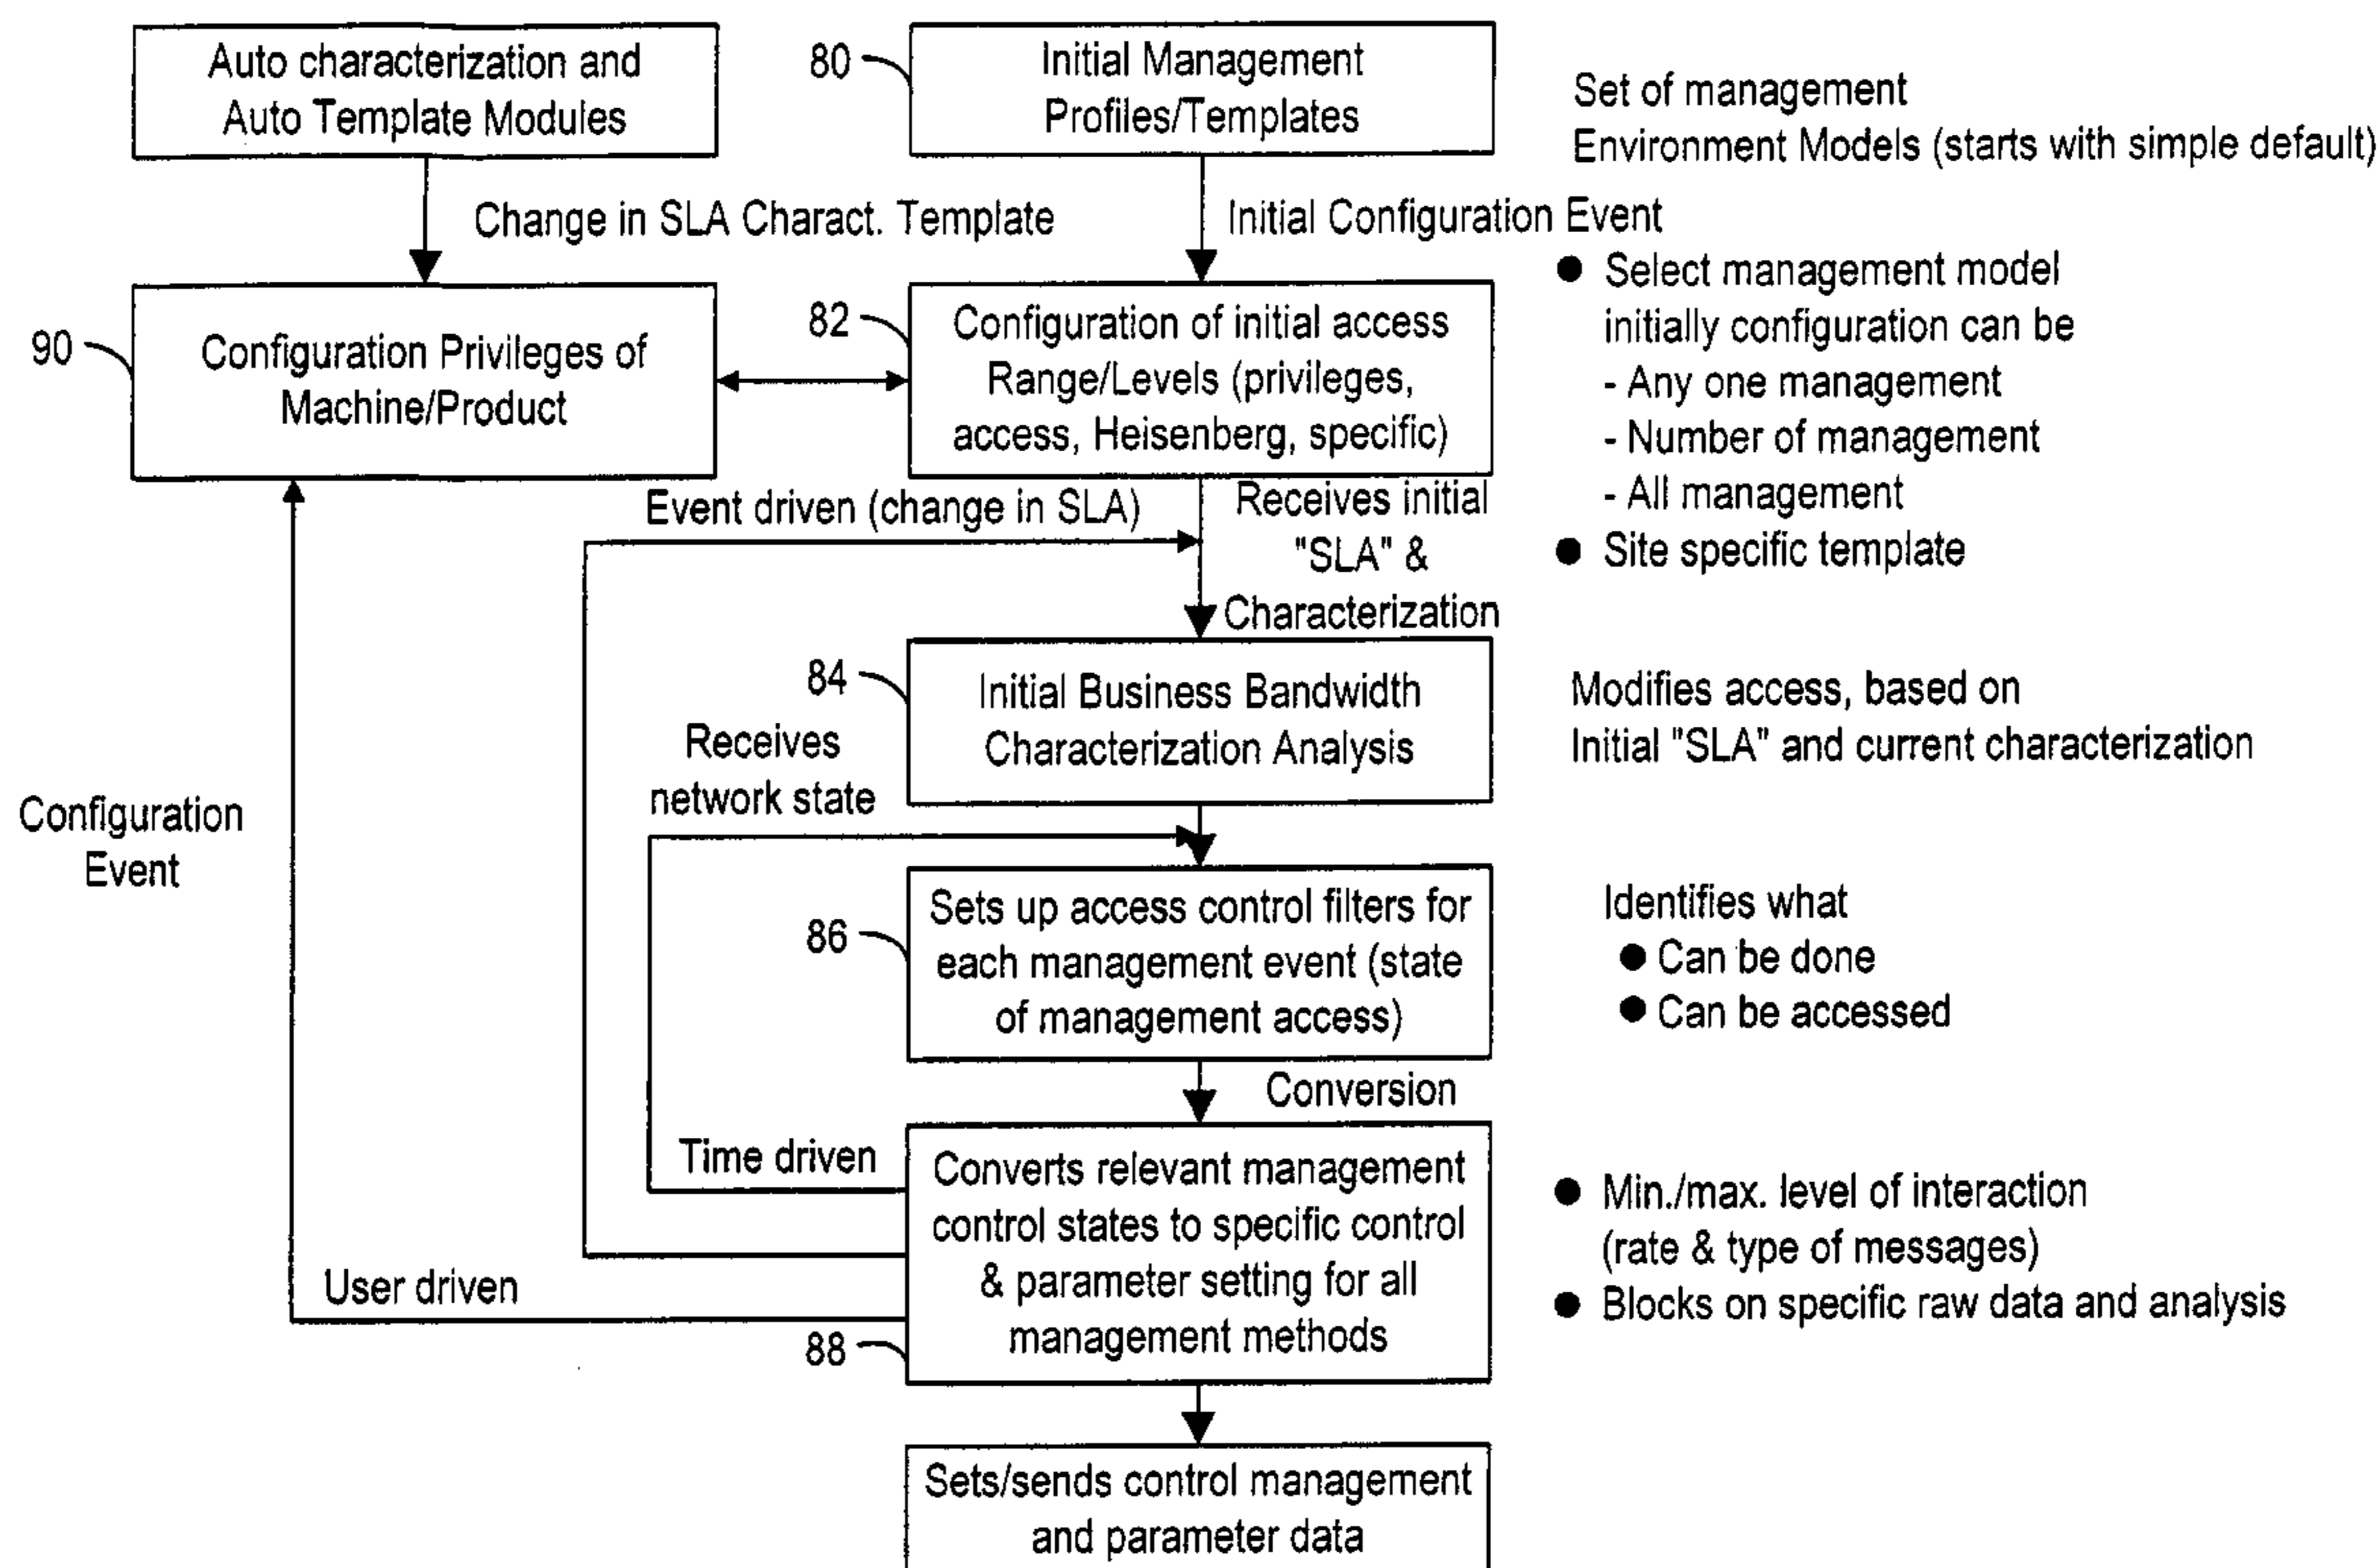 Auto characterization and
Auto Template Modules
80
Initial Management
Profiles/Templates
Set of management
Environment Models (starts with simple default)
Change in SLA Charact. Template
Initial Configuration Event
90
Configuration Privileges of
Machine/Product
82
Configuration of initial access
Range/Levels (privileges,
access, Heisenberg, specific)
● Select management model
initially configuration can be
- Any one management
- Number of management
- All management
● Site specific template
Event driven (change in SLA)
Receives initial
"SLA" &
Characterization
84
Initial Business Bandwidth
Characterization Analysis
Modifies access, based on
Initial "SLA" and current characterization
Receives
network state
Configuration
Event
86
Sets up access control filters for
each management event (state
of management access)
Identifies what
● Can be done
● Can be accessed
Conversion
Time driven
User driven
88
Converts relevant management
control states to specific control
& parameter setting for all
management methods
● Min./max. level of interaction
(rate & type of messages)
● Blocks on specific raw data and analysis
Sets/sends control management
and parameter data